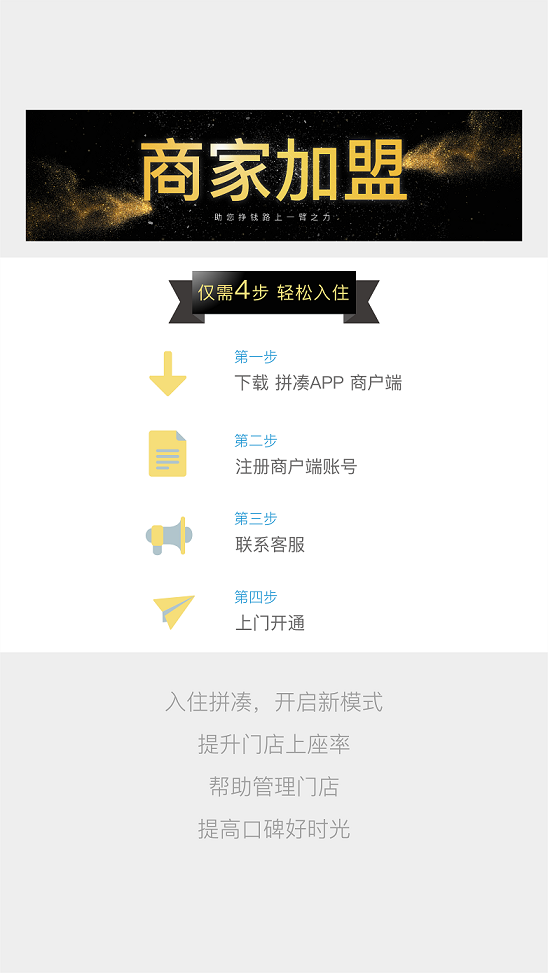 商家加盟
助您挣钱路上一臂之力
仅需4步 轻松入住
第一步
下载 拼凑APP 商户端
第二步
注册商户端账号
第三步
联系客服
第四步
上门开通
入住拼凑，开启新模式
提升门店上座率
帮助管理门店
提高口碑好时光